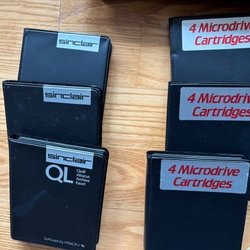 sinclair
4 Microdrive
Cartridges
sinclair
4 Microdrive
Cartridges
sinclair
QL
Quill
Abacus
Archive
Easel
Software by PSION
4 Microdrive
Cartridges